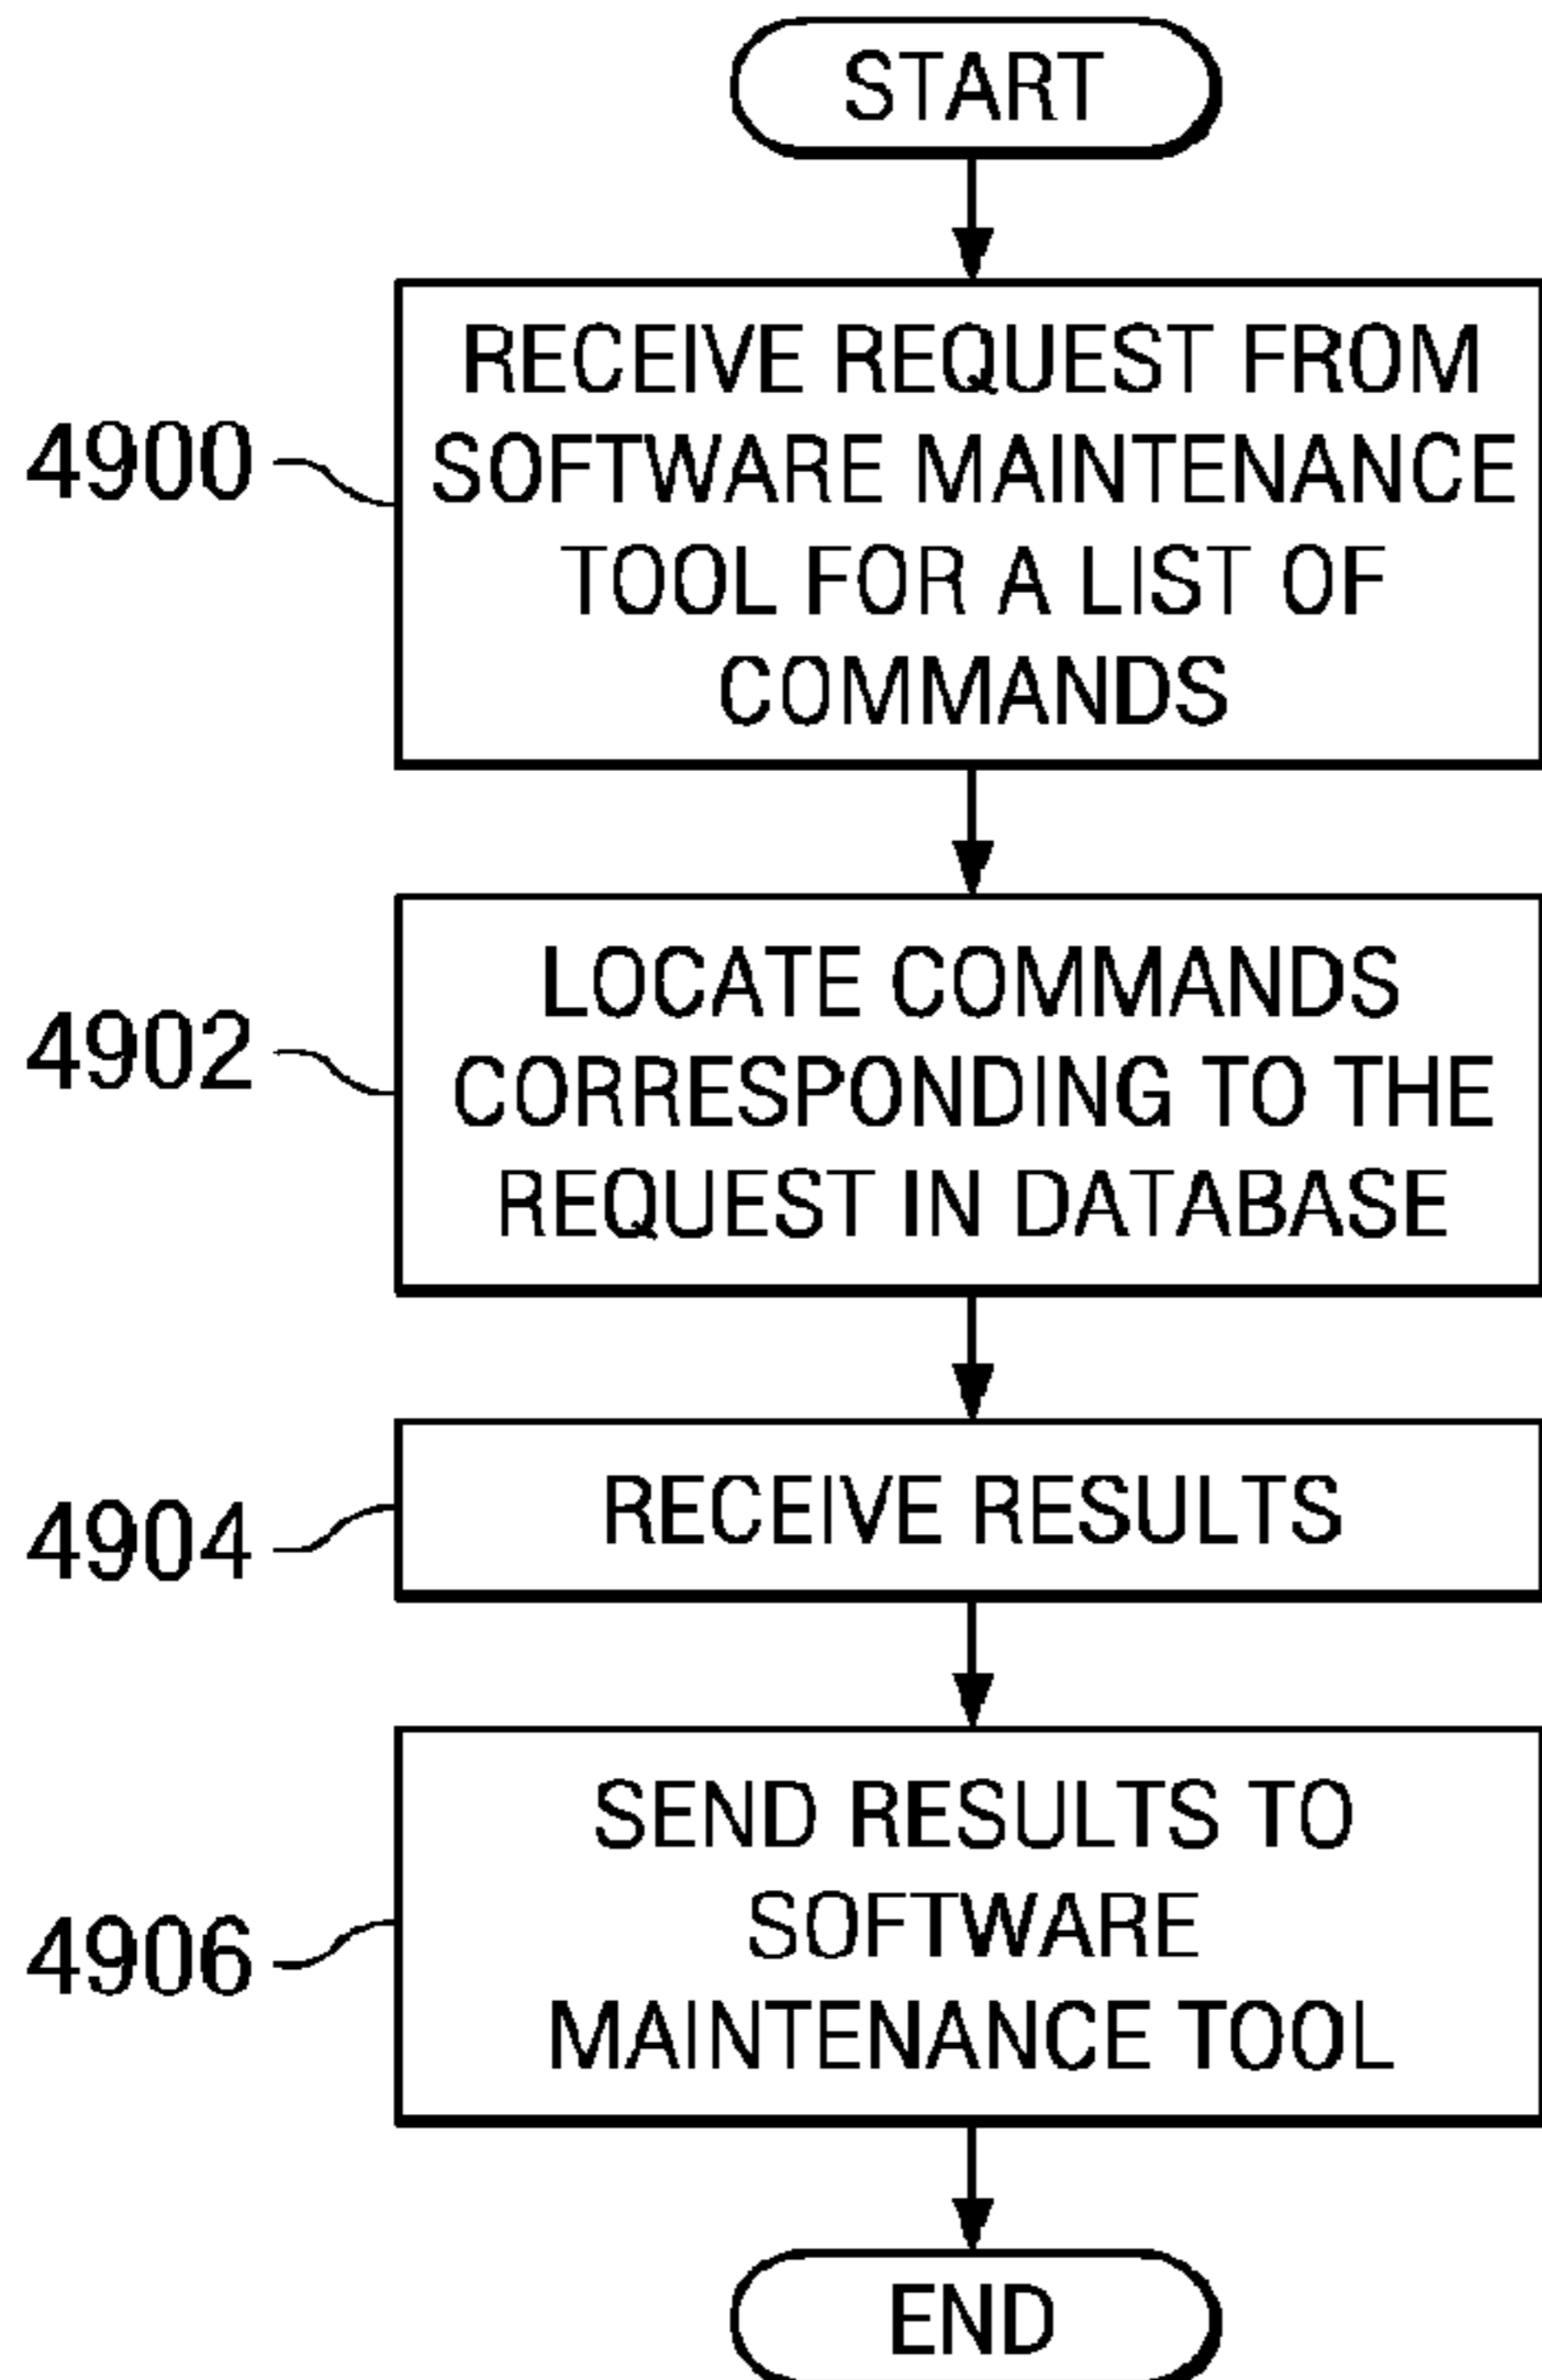 START
4900
RECEIVE REQUEST FROM
SOFTWARE MAINTENANCE
TOOL FOR A LIST OF
COMMANDS
4902
LOCATE COMMANDS
CORRESPONDING TO THE
REQUEST IN DATABASE
4904
RECEIVE RESULTS
4906
SEND RESULTS TO
SOFTWARE
MAINTENANCE TOOL
END